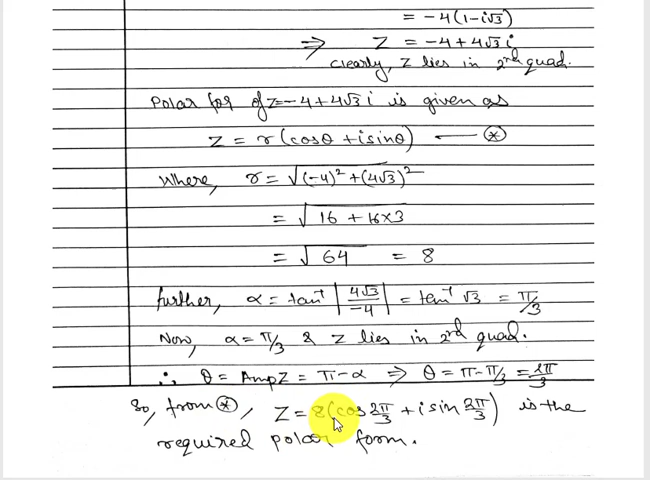 = -4(1-i√3)
⇒ Z = -4 + 4√3 i
clearly, Z lies in 2nd quad.
Polar for of z=-4+4√3 i is given as
Z = r(cosθ + isinθ) — ⊛
Where, r = √(-4)² + (4√3)²
= √16 + 16×3
= √64 = 8
further, α = tan⁻¹ |4√3/-4| = tan⁻¹ √3 = π/3
Now, α = π/3 & Z lies in 2nd quad.
∴ θ = Amp Z = π-α ⇒ θ = π-π/3 = 2π/3
So, from ⊛, Z = 8(cos 2π/3 + i sin 2π/3) is the
required polar form.